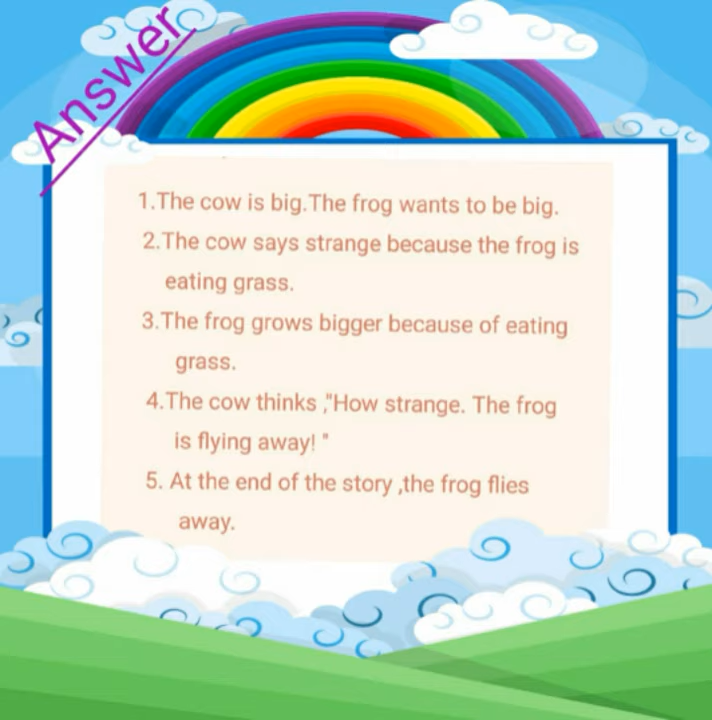 Answer
1.The cow is big.The frog wants to be big.
2.The cow says strange because the frog is
eating grass.
3.The frog grows bigger because of eating
grass.
4.The cow thinks ,"How strange. The frog
is flying away! "
5. At the end of the story ,the frog flies
away.